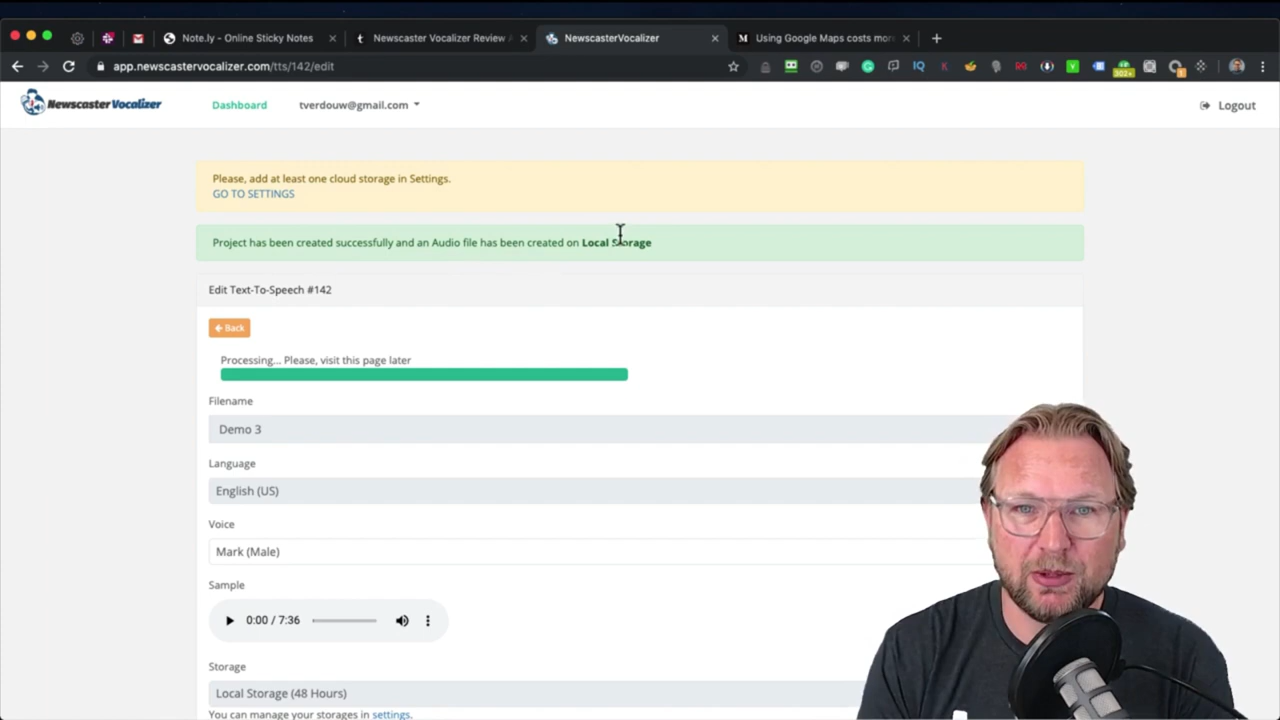 Note.ly - Online Sticky Notes
Newscaster Vocalizer Review
NewscasterVocalizer
Using Google Maps costs mor
app.newscastervocalizer.com/tts/142/edit
302+
Newscaster Vocalizer
Dashboard
tverdouw@gmail.com
Logout
Please, add at least one cloud storage in Settings.
GO TO SETTINGS
Project has been created successfully and an Audio file has been created on Local Storage
Edit Text-To-Speech #142
Back
Processing... Please, visit this page later
Filename
Demo 3
Language
English (US)
Voice
Mark (Male)
Sample
0:00 / 7:36
Storage
Local Storage (48 Hours)
You can manage your storages in settings.